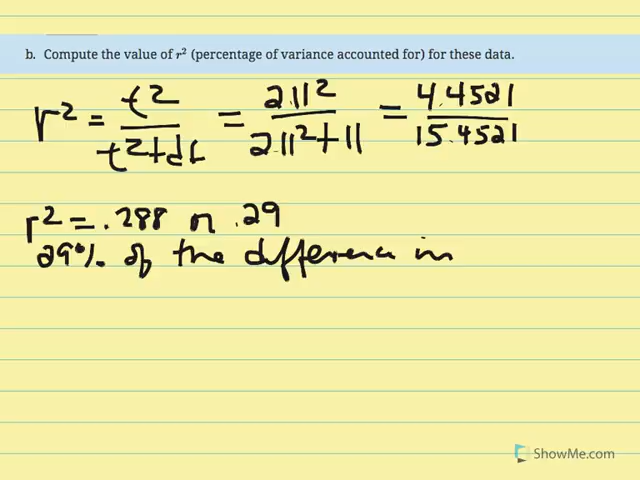 b. Compute the value of r² (percentage of variance accounted for) for these data.
r² = t² / t²+df = 2.11² / 2.11²+11 = 4.4521 / 15.4521
r² = .288 or .29
29% of the difference in
ShowMe.com